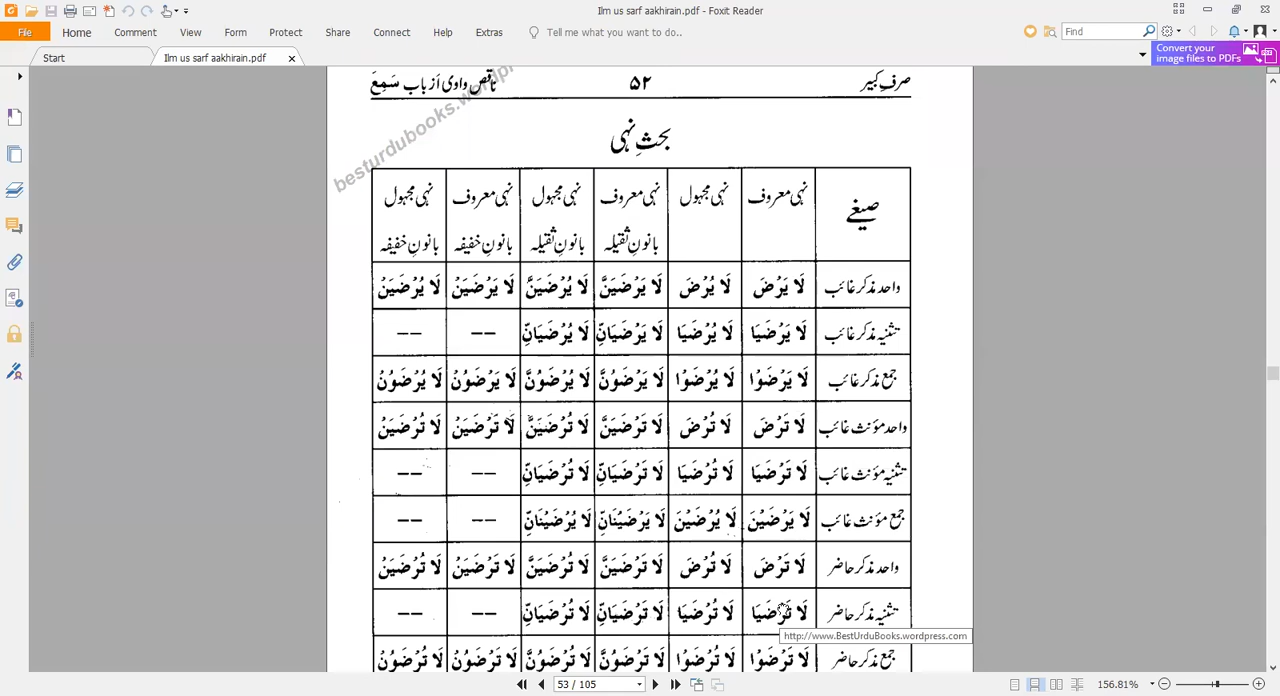 Ilm us sarf aakhirain.pdf - Foxit Reader
File Home Comment View Form Protect Share Connect Help Extras Tell me what you want to do.. Find
Start Ilm us sarf aakhirain.pdf
Convert your
image files to PDFs
صرفِ کبیر ۵۲ ناقص واوی اَز باب سَمِعَ
besturdubooks.wordp
بحثِ نہی
صیغے نہی معروف نہی مجہول نہی معروف بانونِ ثقیلہ نہی مجہول بانونِ ثقیلہ نہی معروف بانونِ خفیفہ نہی مجہول بانونِ خفیفہ
واحد مذکر غائب لَا يَرْضَ لَا يُرْضَ لَا يَرْضَيَنَّ لَا يُرْضَيَنَّ لَا يَرْضَيَنْ لَا يُرْضَيَنْ
تثنیہ مذکر غائب لَا يَرْضَيَا لَا يُرْضَيَا لَا يَرْضَيَانِّ لَا يُرْضَيَانِّ -- --
جمع مذکر غائب لَا يَرْضَوْا لَا يُرْضَوْا لَا يَرْضَوُنَّ لَا يُرْضَوُنَّ لَا يَرْضَوُنْ لَا يُرْضَوُنْ
واحد مؤنث غائب لَا تَرْضَ لَا تُرْضَ لَا تَرْضَيَنَّ لَا تُرْضَيَنَّ لَا تَرْضَيَنْ لَا تُرْضَيَنْ
تثنیہ مؤنث غائب لَا تَرْضَيَا لَا تُرْضَيَا لَا تَرْضَيَانِّ لَا تُرْضَيَانِّ -- --
جمع مؤنث غائب لَا يَرْضَيْنَ لَا يُرْضَيْنَ لَا يَرْضَيْنَانِّ لَا يُرْضَيْنَانِّ -- --
واحد مذکر حاضر لَا تَرْضَ لَا تُرْضَ لَا تَرْضَيَنَّ لَا تُرْضَيَنَّ لَا تَرْضَيَنْ لَا تُرْضَيَنْ
تثنیہ مذکر حاضر لَا تَرْضَيَا لَا تُرْضَيَا لَا تَرْضَيَانِّ لَا تُرْضَيَانِّ -- --
http://www.BestUrduBooks.wordpress.com
جمع مذکر حاضر لَا تَرْضَوْا لَا تُرْضَوْا لَا تَرْضَوُنَّ لَا تُرْضَوُنَّ لَا تَرْضَوُنْ لَا تُرْضَوُنْ
53 / 105 156.81%